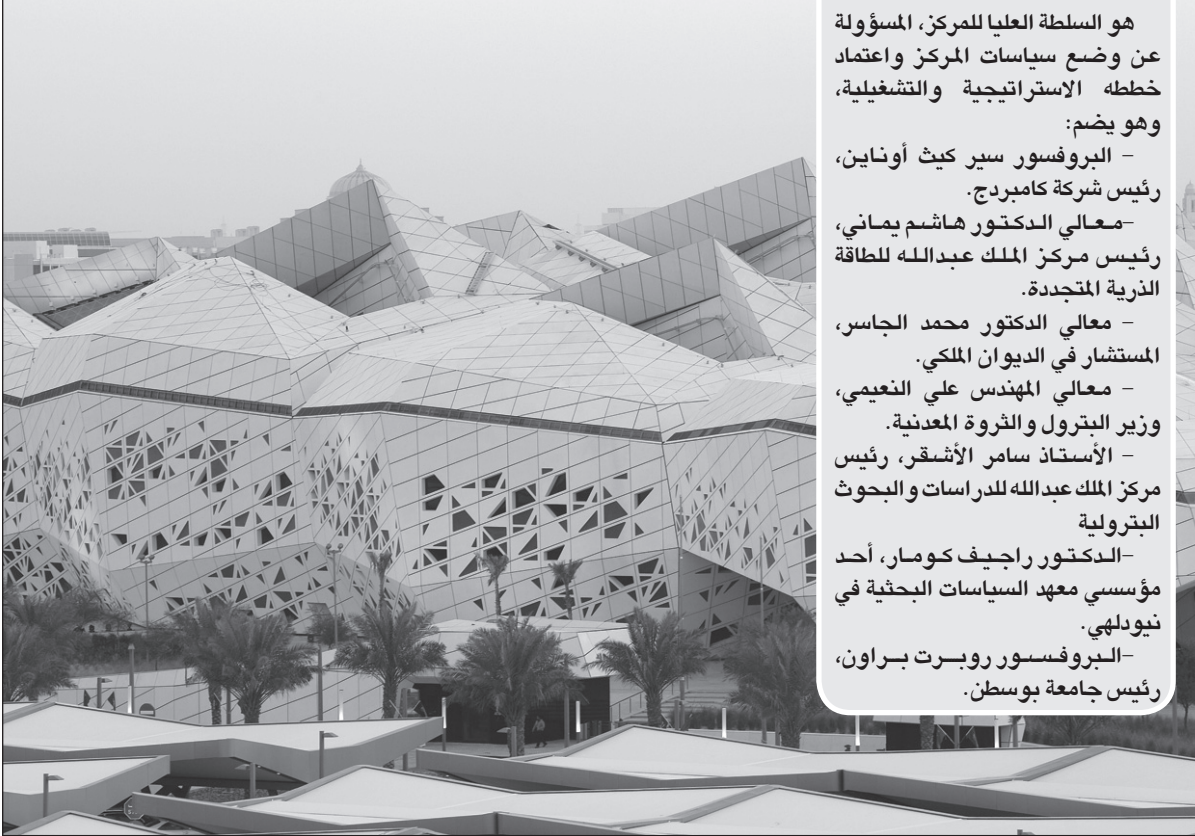 هو السلطة العليا للمركز، المسؤولة
عن وضع سياسات المركز واعتماد
خططه الاستراتيجية والتشغيلية،
وهو يضم:
- البروفسور سير كيث أوناين،
رئيس شركة كامبردج.
-معالي الدكتور هاشم يماني،
رئيس مركز الملك عبدالله للطاقة
الذرية المتجددة.
- معالي الدكتور محمد الجاسر،
المستشار في الديوان الملكي.
- معالي المهندس علي النعيمي،
وزير البترول والثروة المعدنية.
- الأستاذ سامر الأشقر، رئيس
مركز الملك عبدالله للدراسات والبحوث
البترولية
-الدكتور راجيف كومار، أحد
مؤسسي معهد السياسات البحثية في
نيودلهي.
-البروفسور روبرت براون،
رئيس جامعة بوسطن.